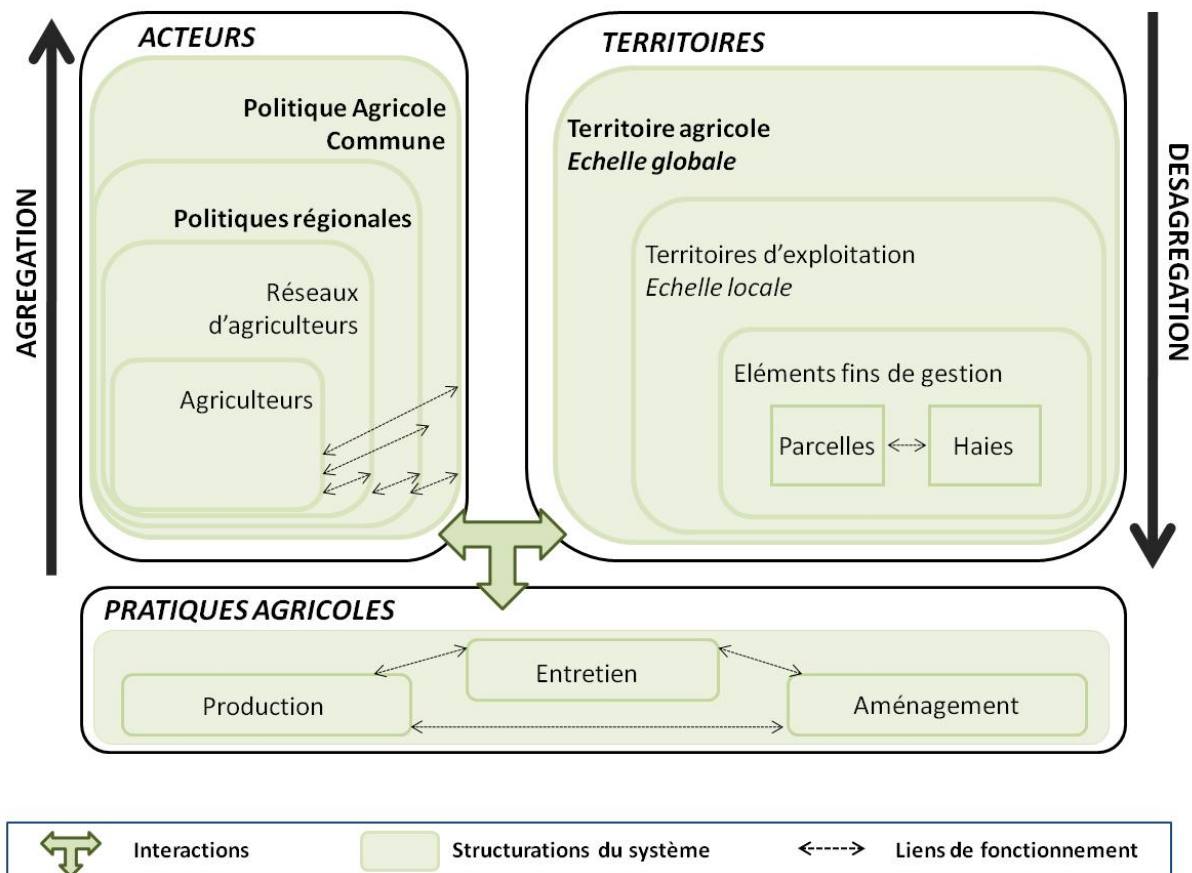 AGREGATION
ACTEURS
Politique Agricole
Commune
Politiques régionales
Réseaux
d'agriculteurs
Agriculteurs
TERRITOIRES
Territoire agricole
Echelle globale
Territoires d'exploitation
Echelle locale
Eléments fins de gestion
Parcelles
Haies
DESAGREGATION
PRATIQUES AGRICOLES
Production
Entretien
Aménagement
Interactions
Structurations du système
Liens de fonctionnement